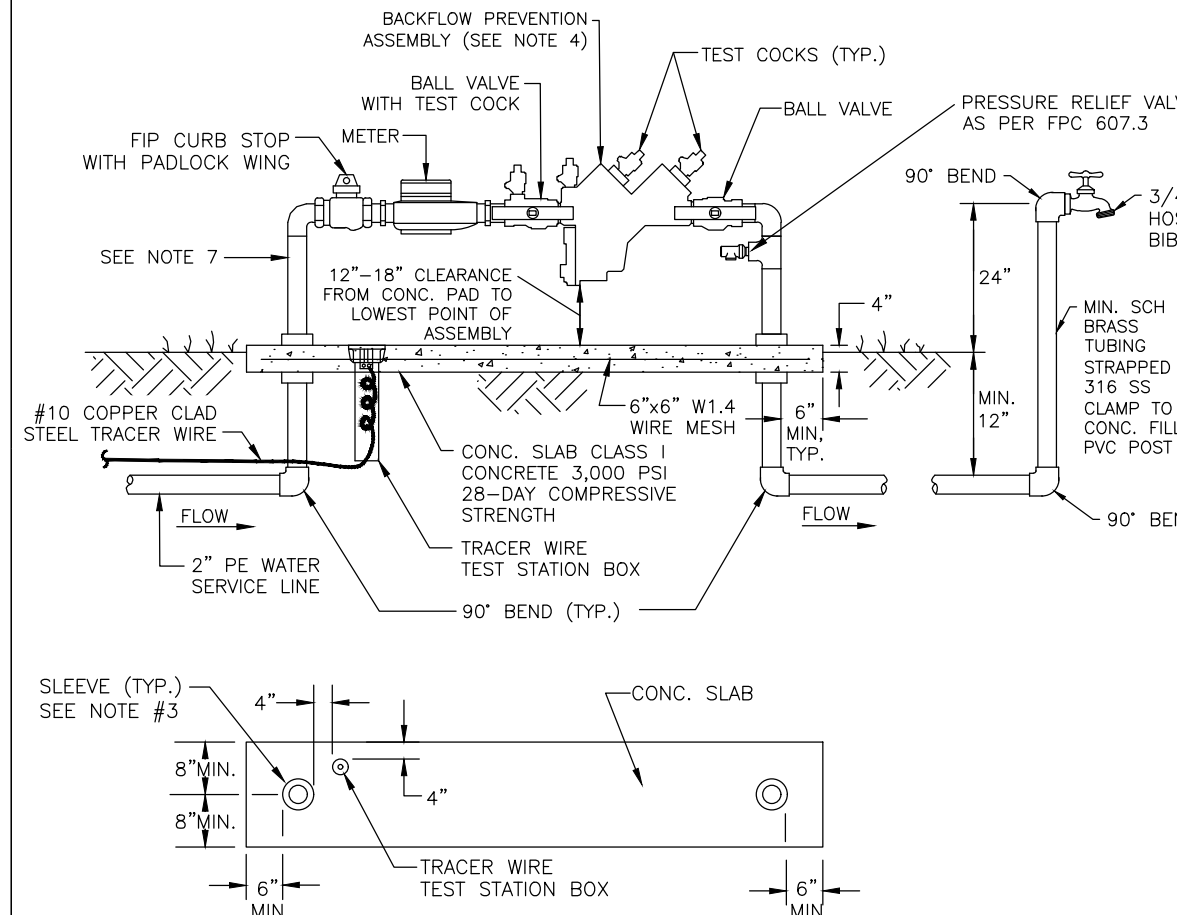 BACKFLOW PREVENTION
ASSEMBLY (SEE NOTE 4)
TEST COCKS (TYP.)
BALL VALVE
WITH TEST COCK
BALL VALVE
PRESSURE RELIEF VAL
AS PER FPC 607.3
FIP CURB STOP
WITH PADLOCK WING
METER
90° BEND
3/4
HOS
BIB
SEE NOTE 7
12"-18" CLEARANCE
FROM CONC. PAD TO
LOWEST POINT OF
ASSEMBLY
24"
4"
MIN. SCH
BRASS
TUBING
STRAPPED
316 SS
CLAMP TO
CONC. FILL
PVC POST
MIN.
12"
#10 COPPER CLAD
STEEL TRACER WIRE
6"x6" W1.4
WIRE MESH
6"
MIN,
TYP.
CONC. SLAB CLASS I
CONCRETE 3,000 PSI
28-DAY COMPRESSIVE
STRENGTH
FLOW
FLOW
90° BEN
2" PE WATER
SERVICE LINE
TRACER WIRE
TEST STATION BOX
90° BEND (TYP.)
SLEEVE (TYP.)
SEE NOTE #3
4"
CONC. SLAB
8"MIN.
4"
8"MIN.
TRACER WIRE
TEST STATION BOX
6"
MIN
6"
MIN